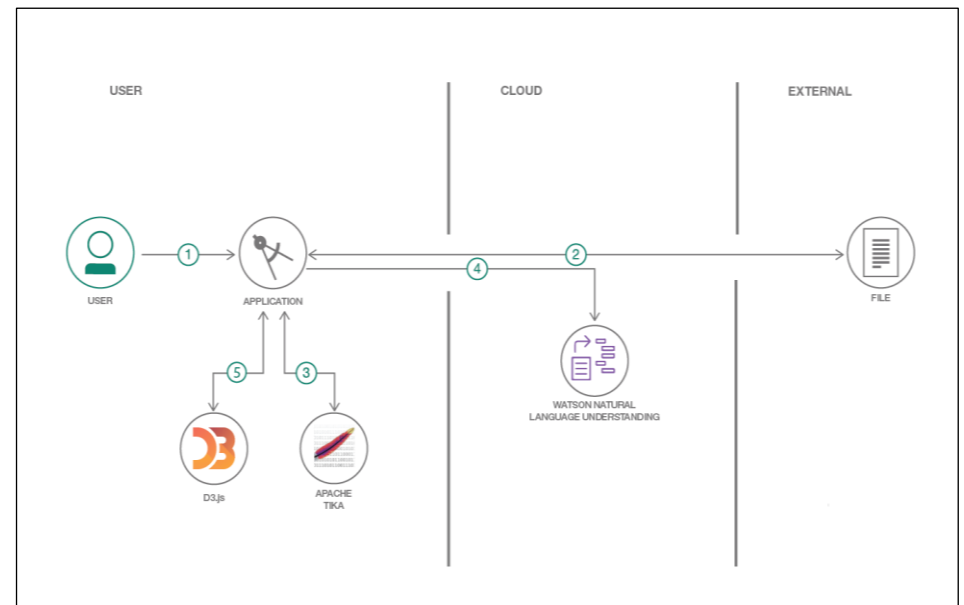 USER
CLOUD
EXTERNAL
1
2
4
USER
APPLICATION
FILE
5
3
WATSON NATURAL
LANGUAGE UNDERSTANDING
D3.js
APACHE
TIKA